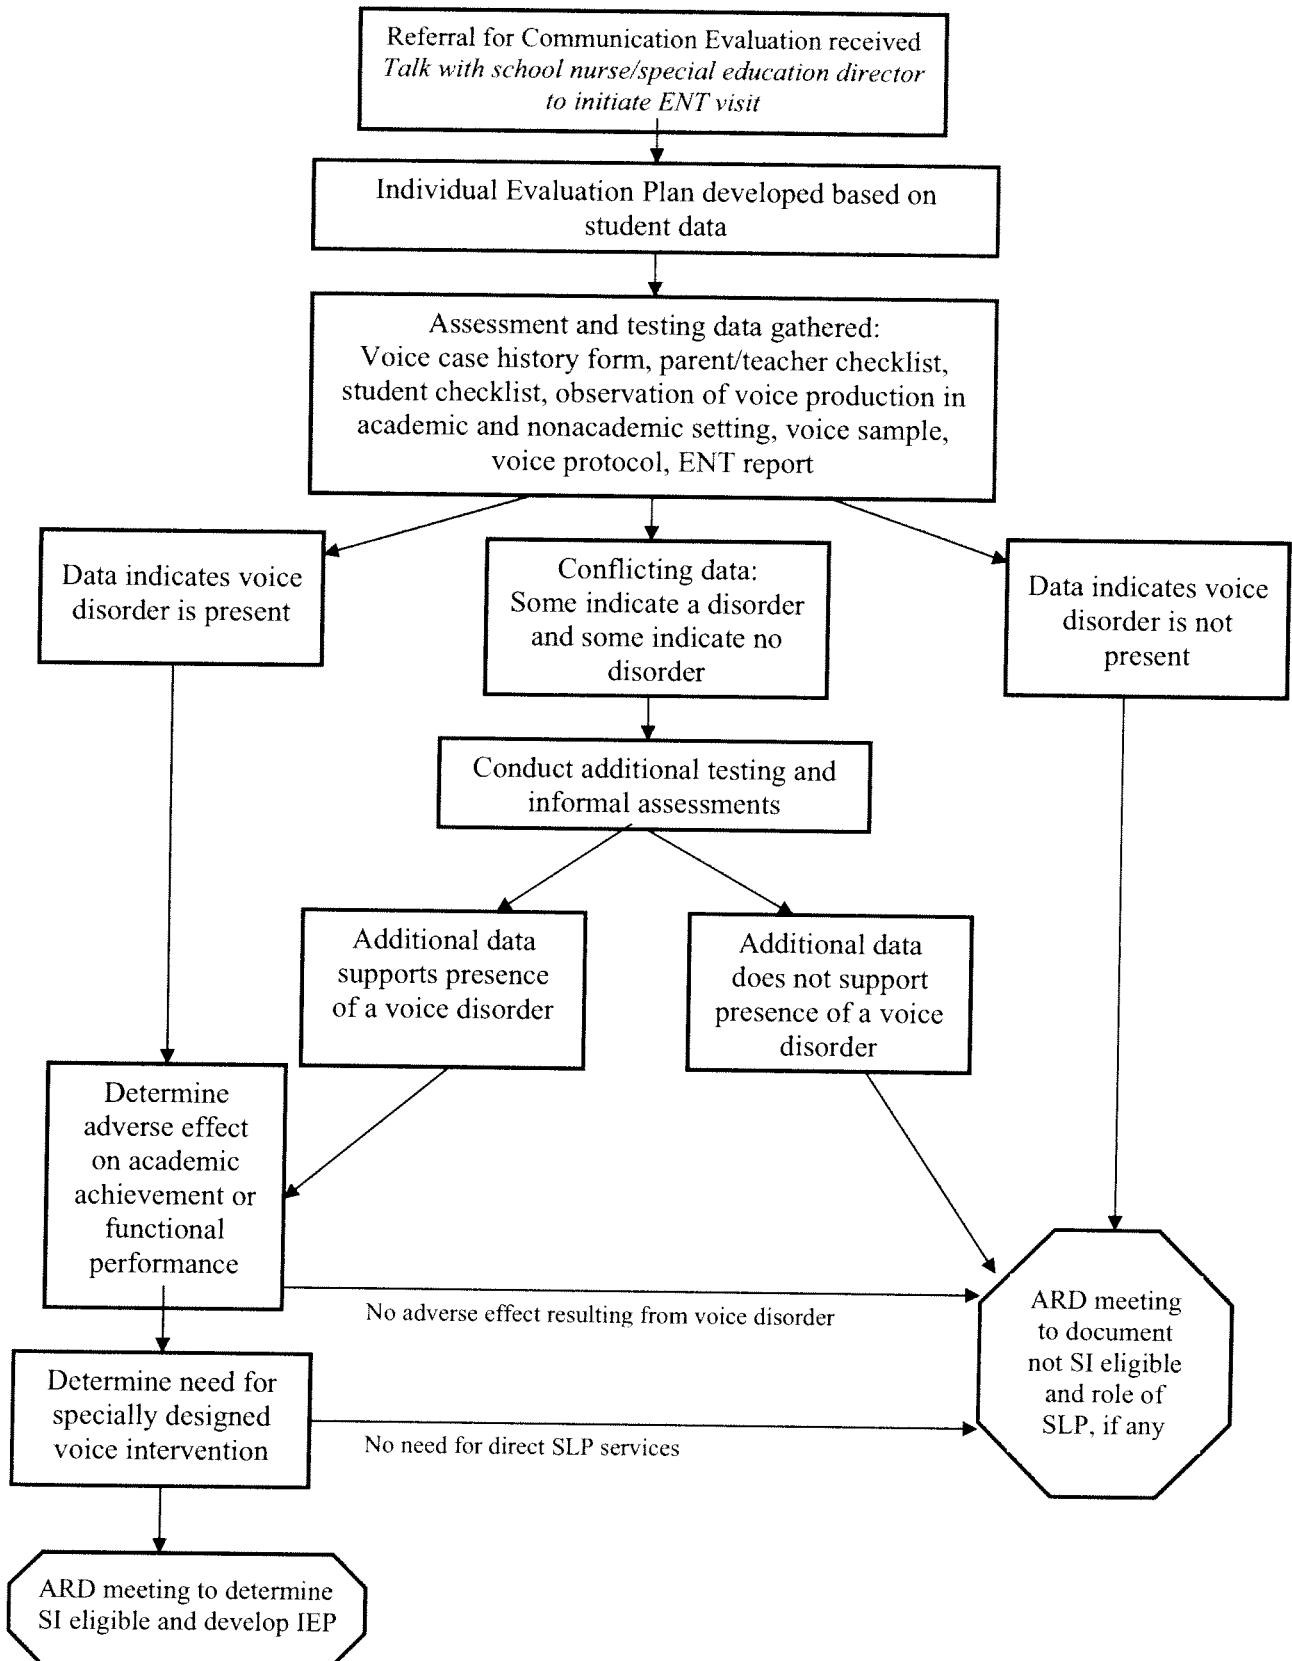 Referral for Communication Evaluation received
Talk with school nurse/special education director
to initiate ENT visit
Individual Evaluation Plan developed based on
student data
Assessment and testing data gathered:
Voice case history form, parent/teacher checklist,
student checklist, observation of voice production in
academic and nonacademic setting, voice sample,
voice protocol, ENT report
Data indicates voice
disorder is present
Conflicting data:
Some indicate a disorder
and some indicate no
disorder
Data indicates voice
disorder is not
present
Conduct additional testing and
informal assessments
Additional data
supports presence
of a voice disorder
Additional data
does not support
presence of a voice
disorder
Determine
adverse effect
on academic
achievement or
functional
performance
No adverse effect resulting from voice disorder
ARD meeting
to document
not SI eligible
and role of
SLP, if any
Determine need for
specially designed
voice intervention
No need for direct SLP services
ARD meeting to determine
SI eligible and develop IEP